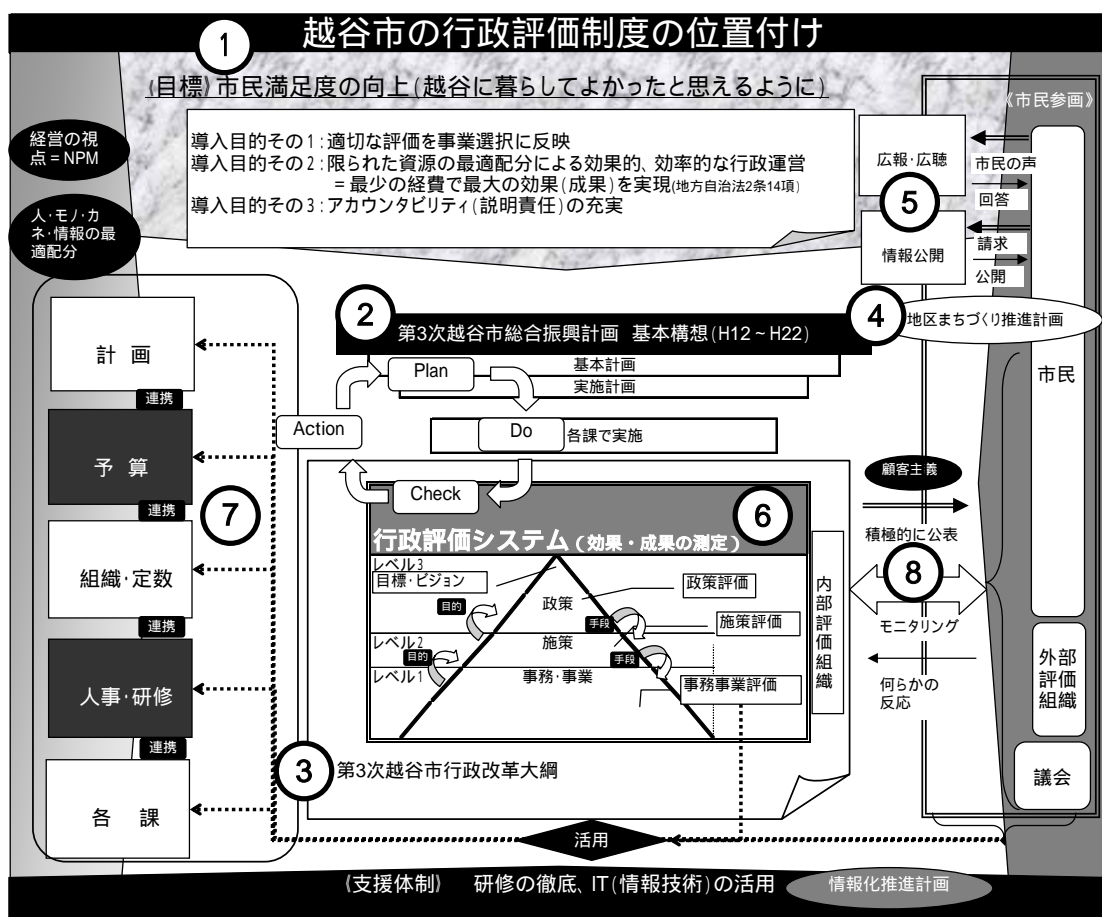 越谷市の行政評価制度の位置付け
1
《目標》市民満足度の向上(越谷に暮らしてよかったと思えるように)
《市民参画》
経営の視
点=NPM
人・モノ・カ
ネ・情報の最
適配分
導入目的その1:適切な評価を事業選択に反映
導入目的その2:限られた資源の最適配分による効果的、効率的な行政運営
=最少の経費で最大の効果(成果)を実現(地方自治法2条14項)
導入目的その3:アカウンタビリティ(説明責任)の充実
広報・広聴
5
情報公開
市民の声
回答
請求
公開
2
第3次越谷市総合振興計画 基本構想(H12~H22)
4
地区まちづくり推進計画
基本計画
実施計画
Plan
Do
各課で実施
Check
Action
計 画
連携
予 算
連携
7
組織・定数
連携
人事・研修
連携
各 課
市民
顧客主義
積極的に公表
8
モニタリング
何らかの
反応
外部
評価
組織
議会
6
行政評価システム(効果・成果の測定)
レベル3
目標・ビジョン
政策
政策評価
目的
手段
施策評価
レベル2
施策
目的
手段
レベル1
事務・事業
事務事業評価
内部評価組織
3
第3次越谷市行政改革大綱
活用
《支援体制》 研修の徹底、IT(情報技術)の活用
情報化推進計画